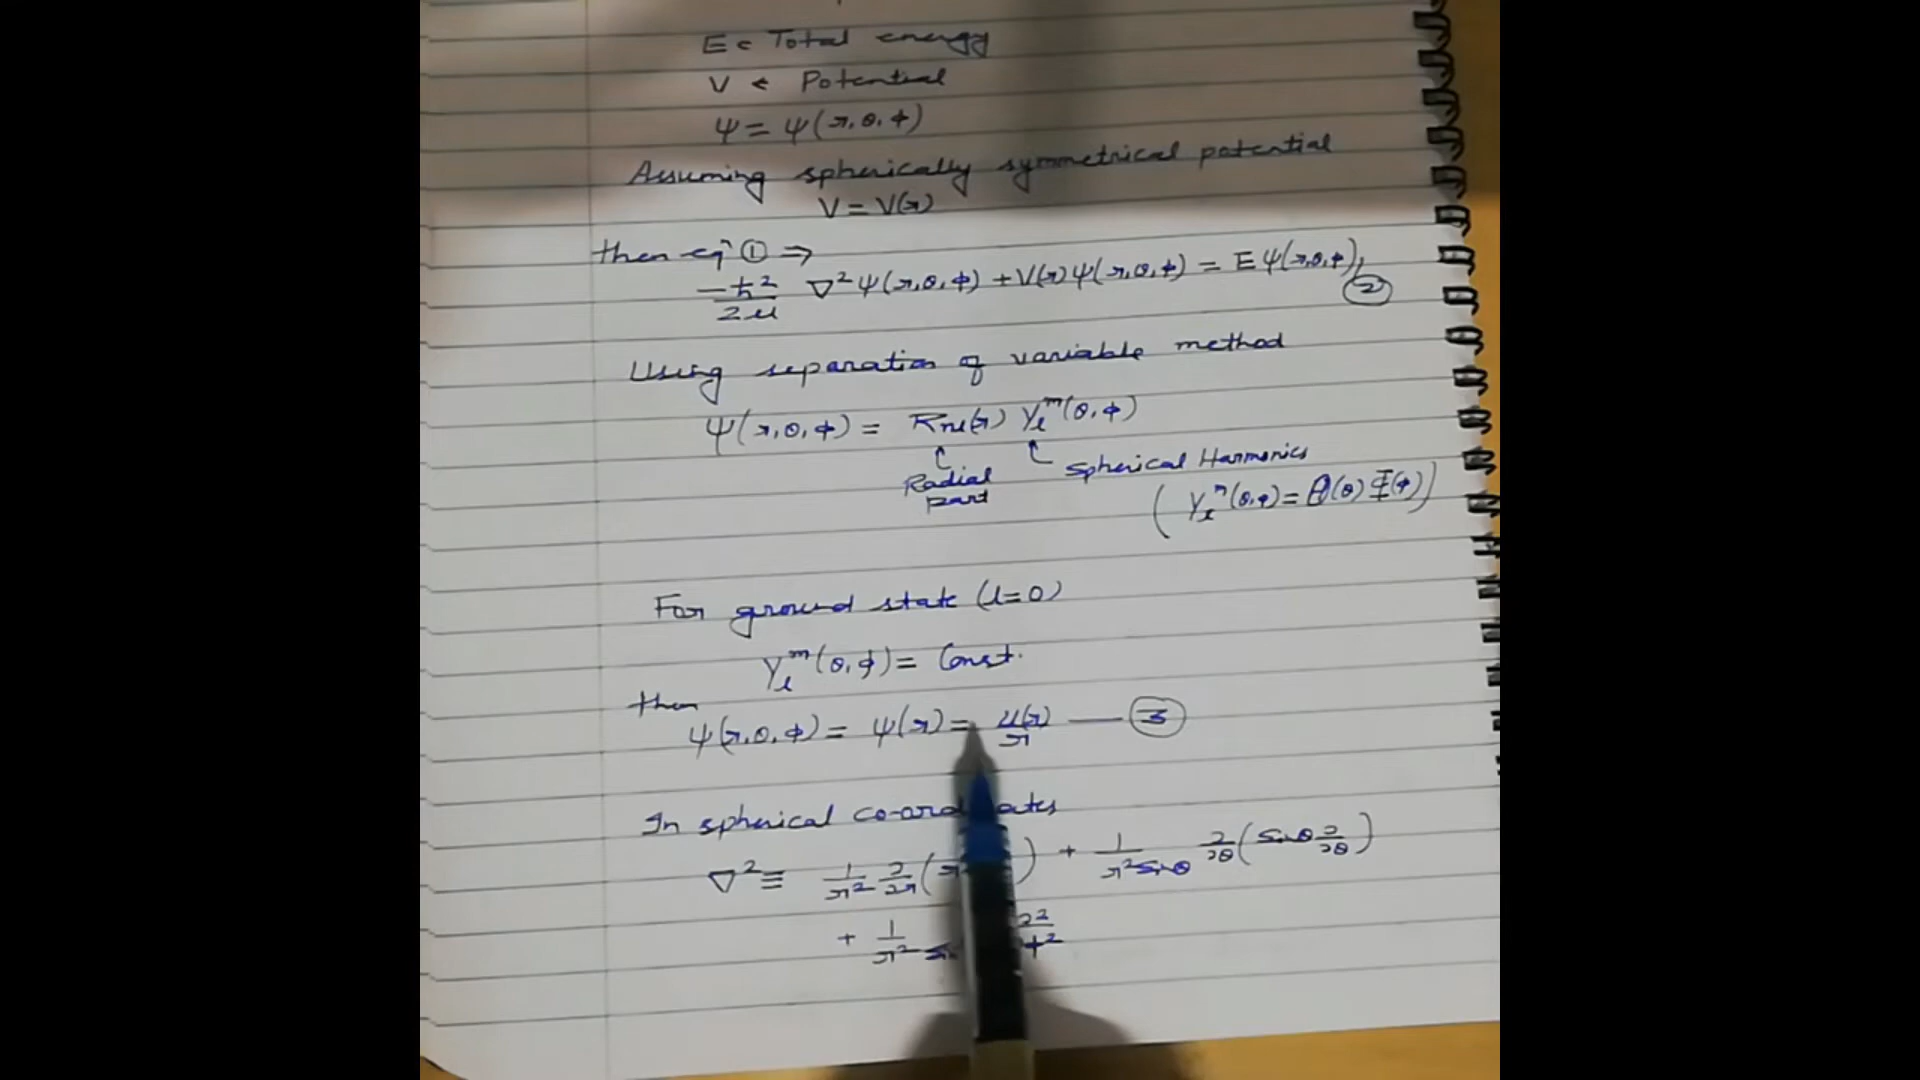 E = Total energy
V = Potential
ψ = ψ(r, θ, φ)
Assuming spherically symmetrical potential
V = V(r)
then eqn ① ⇒
-ħ²/2μ ∇²ψ(r, θ, φ) + V(r)ψ(r, θ, φ) = Eψ(r, θ, φ) ②
Using separation of variable method
ψ(r, θ, φ) = Rnl(r) Yₗᵐ(θ, φ)
Radial part
Spherical Harmonics
(Yₗᵐ(θ, φ) = Θ(θ) Φ(φ))
For ground state (l=0)
Yₗᵐ(θ, φ) = Const.
then
ψ(r, θ, φ) = ψ(r) = u(r)/r — ③
In spherical co-ordinates
∇² ≡ 1/r² ∂/∂r ( ) + 1/(r² sinθ) ∂/∂θ (sinθ ∂/∂θ)
+ 1/r²